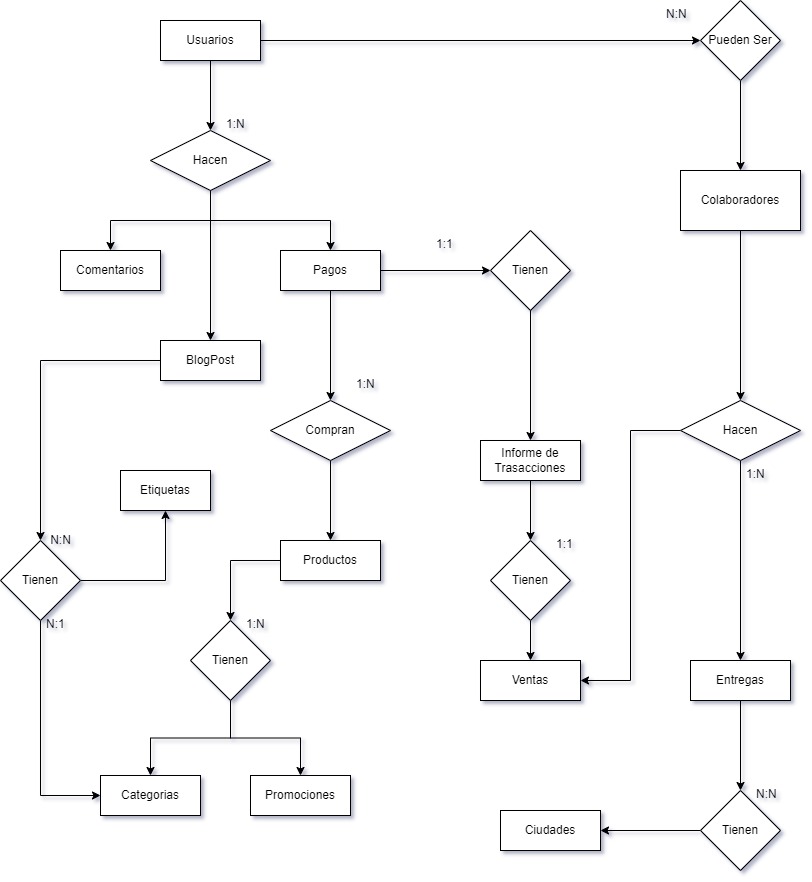 N:N
Usuarios
Pueden Ser
1:N
Hacen
Colaboradores
1:1
Comentarios
Pagos
Tienen
BlogPost
1:N
Compran
Hacen
Informe de
Trasacciones
1:N
Etiquetas
N:N
1:1
Productos
Tienen
Tienen
N:1
1:N
Tienen
Ventas
Entregas
Categorias
Promociones
N:N
Ciudades
Tienen